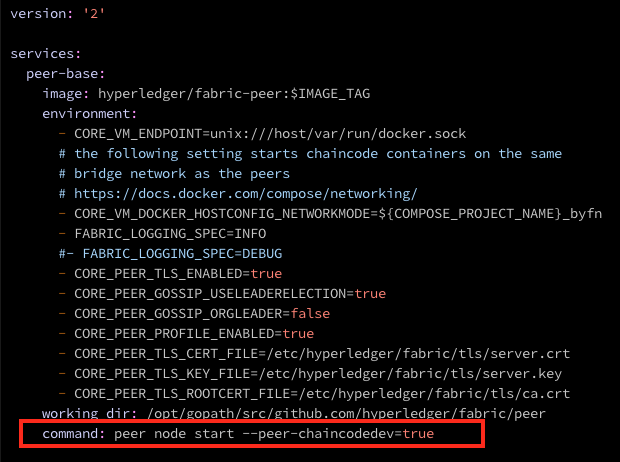 version: '2'
services:
peer-base:
image: hyperledger/fabric-peer:$IMAGE_TAG
environment:
- CORE_VM_ENDPOINT=unix:///host/var/run/docker.sock
# the following setting starts chaincode containers on the same
# bridge network as the peers
# https://docs.docker.com/compose/networking/
- CORE_VM_DOCKER_HOSTCONFIG_NETWORKMODE=${COMPOSE_PROJECT_NAME}_byfn
- FABRIC_LOGGING_SPEC=INFO
#- FABRIC_LOGGING_SPEC=DEBUG
- CORE_PEER_TLS_ENABLED=true
- CORE_PEER_GOSSIP_USELEADERELECTION=true
- CORE_PEER_GOSSIP_ORGLEADER=false
- CORE_PEER_PROFILE_ENABLED=true
- CORE_PEER_TLS_CERT_FILE=/etc/hyperledger/fabric/tls/server.crt
- CORE_PEER_TLS_KEY_FILE=/etc/hyperledger/fabric/tls/server.key
- CORE_PEER_TLS_ROOTCERT_FILE=/etc/hyperledger/fabric/tls/ca.crt
working_dir: /opt/gopath/src/github.com/hyperledger/fabric/peer
command: peer node start --peer-chaincodedev=true